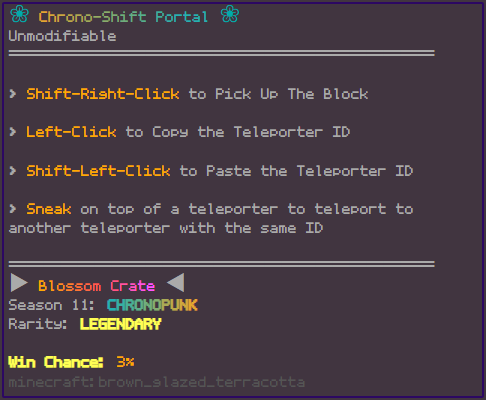 ❀ Chrono-Shift Portal ❀
Unmodifiable
> Shift-Right-Click to Pick Up The Block
> Left-Click to Copy the Teleporter ID
> Shift-Left-Click to Paste the Teleporter ID
> Sneak on top of a teleporter to teleport to
another teleporter with the same ID
▶ Blossom Crate ◀
Season 11: CHRONOPUNK
Rarity: LEGENDARY
Win Chance: 3%
minecraft:brown_glazed_terracotta